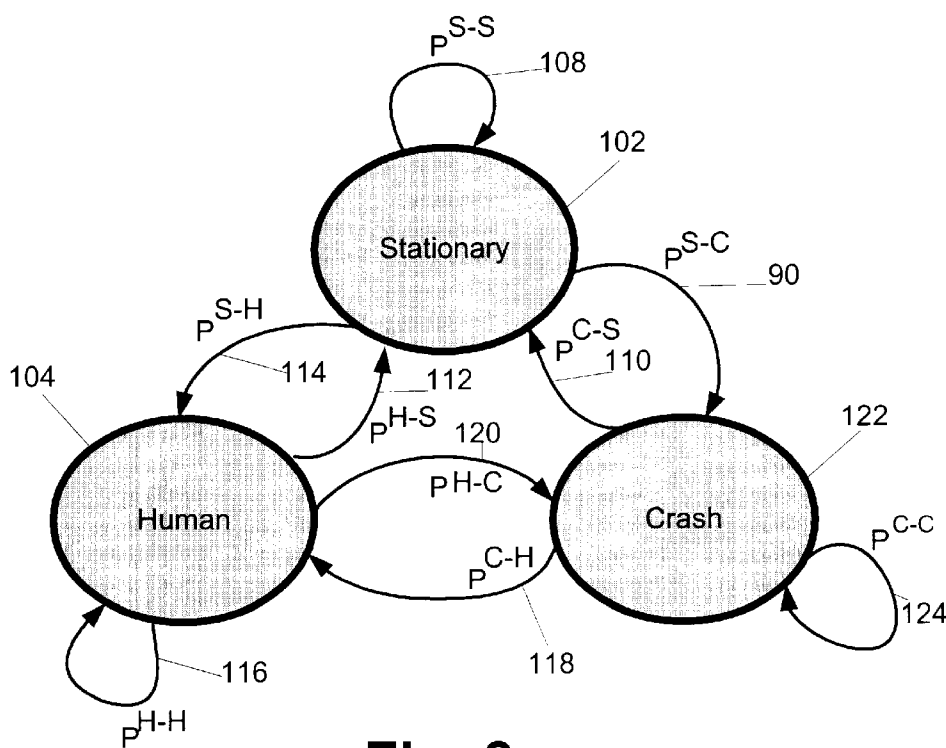 P S-S
108
102
Stationary
P S-C
90
P S-H
P C-S
114
112
110
104
P H-S
120
122
P H-C
Human
Crash
P C-C
P C-H
124
116
118
P H-H